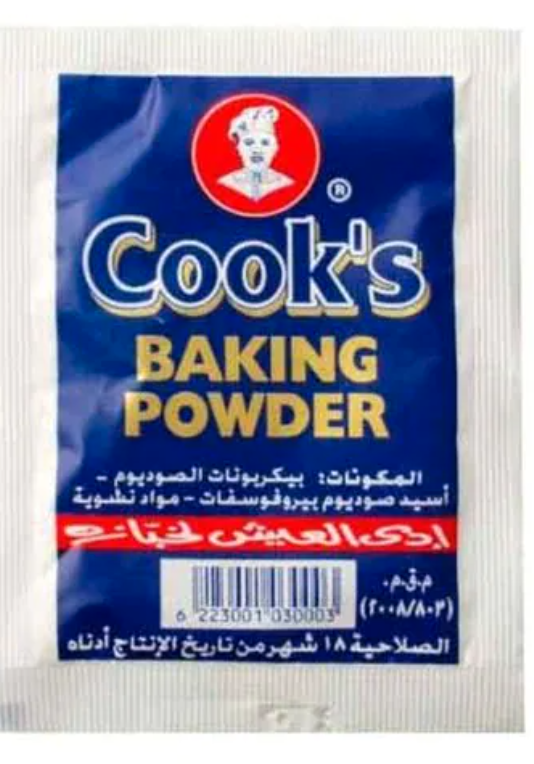 ®
Cook's
BAKING
POWDER
المكونات: بيكربونات الصوديوم -
أسيد صوديوم بيروفوسفات - مواد نشوية
إدى العيش لخبازه
م.ق.م.
(٢٠٠٨/٨٠٣)
6 223001 030003
الصلاحية ١٨ شهر من تاريخ الإنتاج أدناه